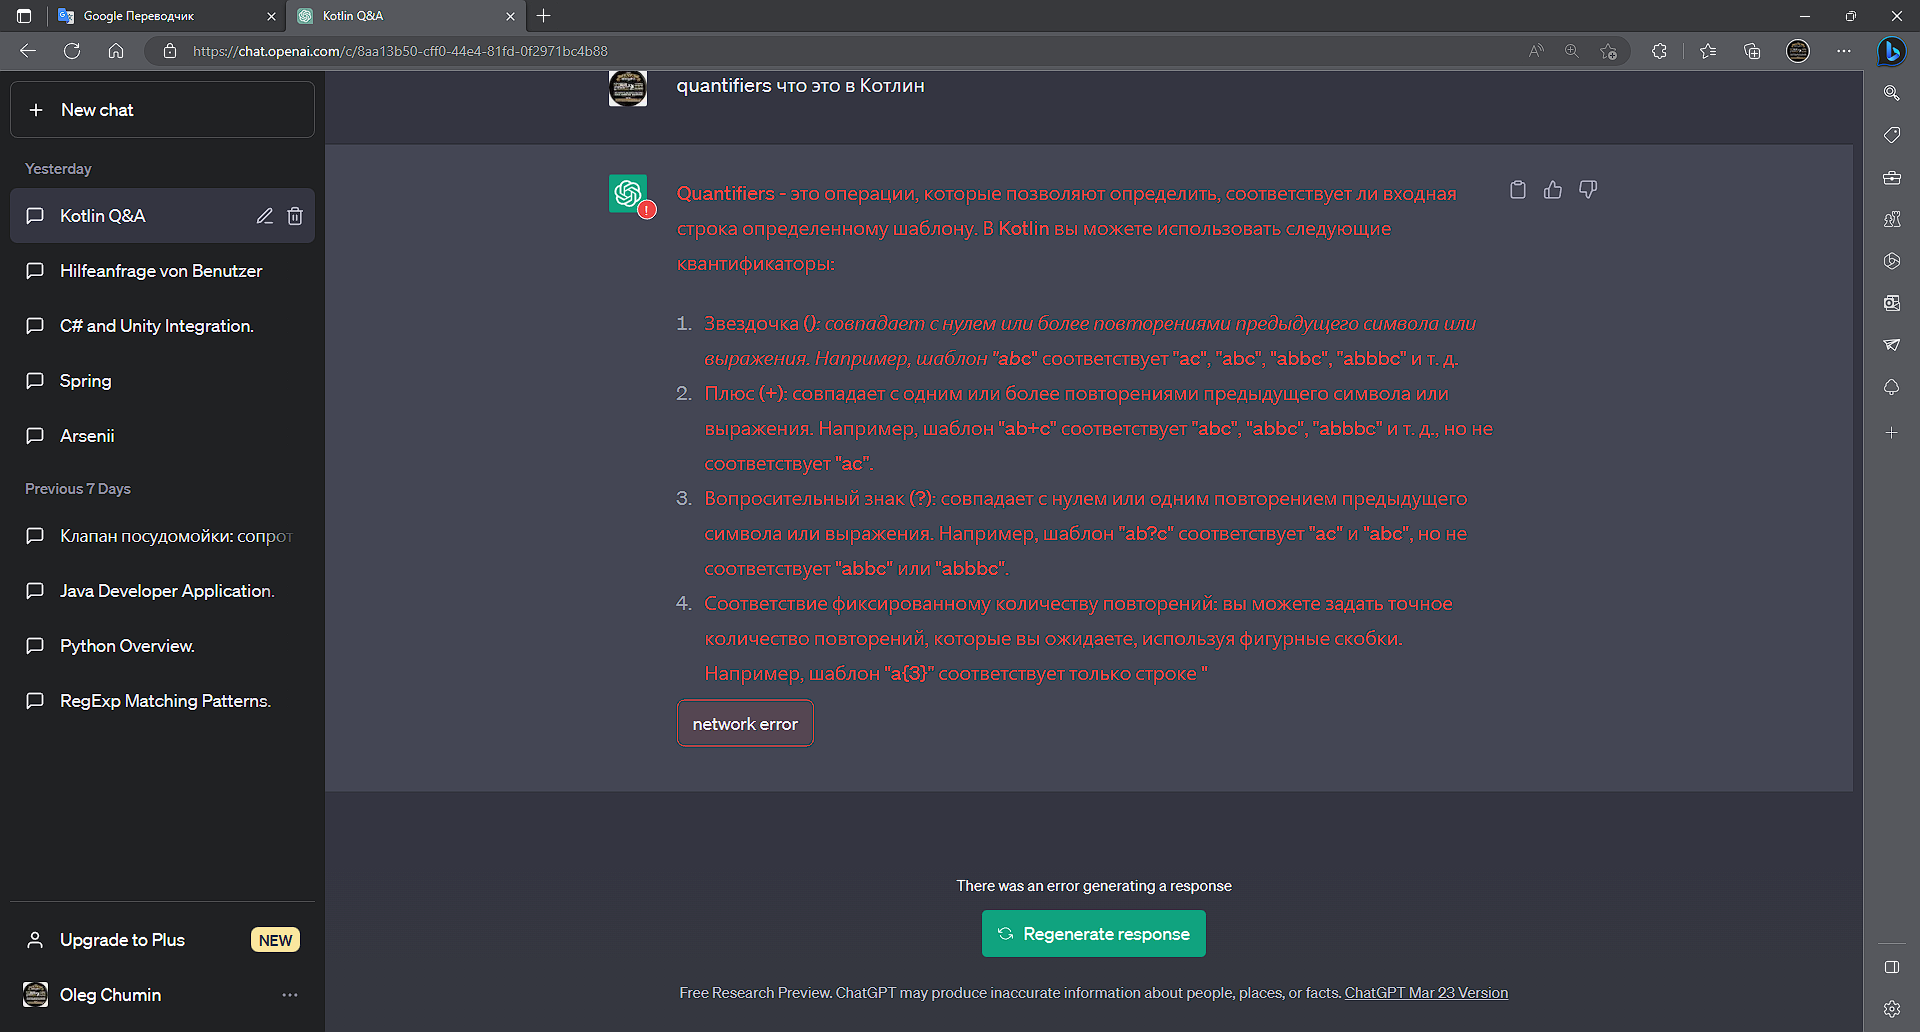 Google Переводчик
Kotlin Q&A
https://chat.openai.com/c/8aa13b50-cff0-44e4-81fd-0f2971bc4b88
New chat
Yesterday
Kotlin Q&A
Hilfeanfrage von Benutzer
C# and Unity Integration.
Spring
Arsenii
Previous 7 Days
Клапан посудомойки: сопрот
Java Developer Application.
Python Overview.
RegExp Matching Patterns.
Upgrade to Plus NEW
Oleg Chumin
quantifiers что это в Котлин
Quantifiers - это операции, которые позволяют определить, соответствует ли входная
строка определенному шаблону. В Kotlin вы можете использовать следующие
квантификаторы:
1. Звездочка (): совпадает с нулем или более повторениями предыдущего символа или
выражения. Например, шаблон "abc" соответствует "ac", "abc", "abbc", "abbbc" и т. д.
2. Плюс (+): совпадает с одним или более повторениями предыдущего символа или
выражения. Например, шаблон "ab+c" соответствует "abc", "abbc", "abbbc" и т. д., но не
соответствует "ac".
3. Вопросительный знак (?): совпадает с нулем или одним повторением предыдущего
символа или выражения. Например, шаблон "ab?c" соответствует "ac" и "abc", но не
соответствует "abbc" или "abbbc".
4. Соответствие фиксированному количеству повторений: вы можете задать точное
количество повторений, которые вы ожидаете, используя фигурные скобки.
Например, шаблон "a{3}" соответствует только строке "
network error
There was an error generating a response
Regenerate response
Free Research Preview. ChatGPT may produce inaccurate information about people, places, or facts. ChatGPT Mar 23 Version